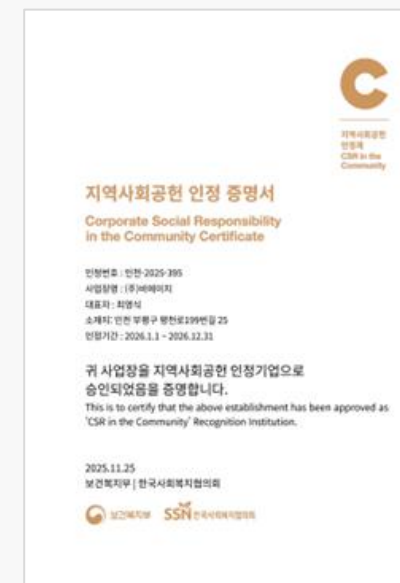 지역사회공헌
인정제
CSR in the
Community
지역사회공헌 인정 증명서
Corporate Social Responsibility
in the Community Certificate
인정번호 : 인천-2025-395
사업장명 : (주)바에이지
대표자 : 최영식
소재지: 인천 부평구 평천로199번길 25
인정기간 : 2026.1.1 ~ 2026.12.31
귀 사업장을 지역사회공헌 인정기업으로
승인되었음을 증명합니다.
This is to certify that the above establishment has been approved as
'CSR in the Community' Recognition Institution.
2025.11.25
보건복지부 | 한국사회복지협의회
보건복지부 SSN 한국사회복지협의회